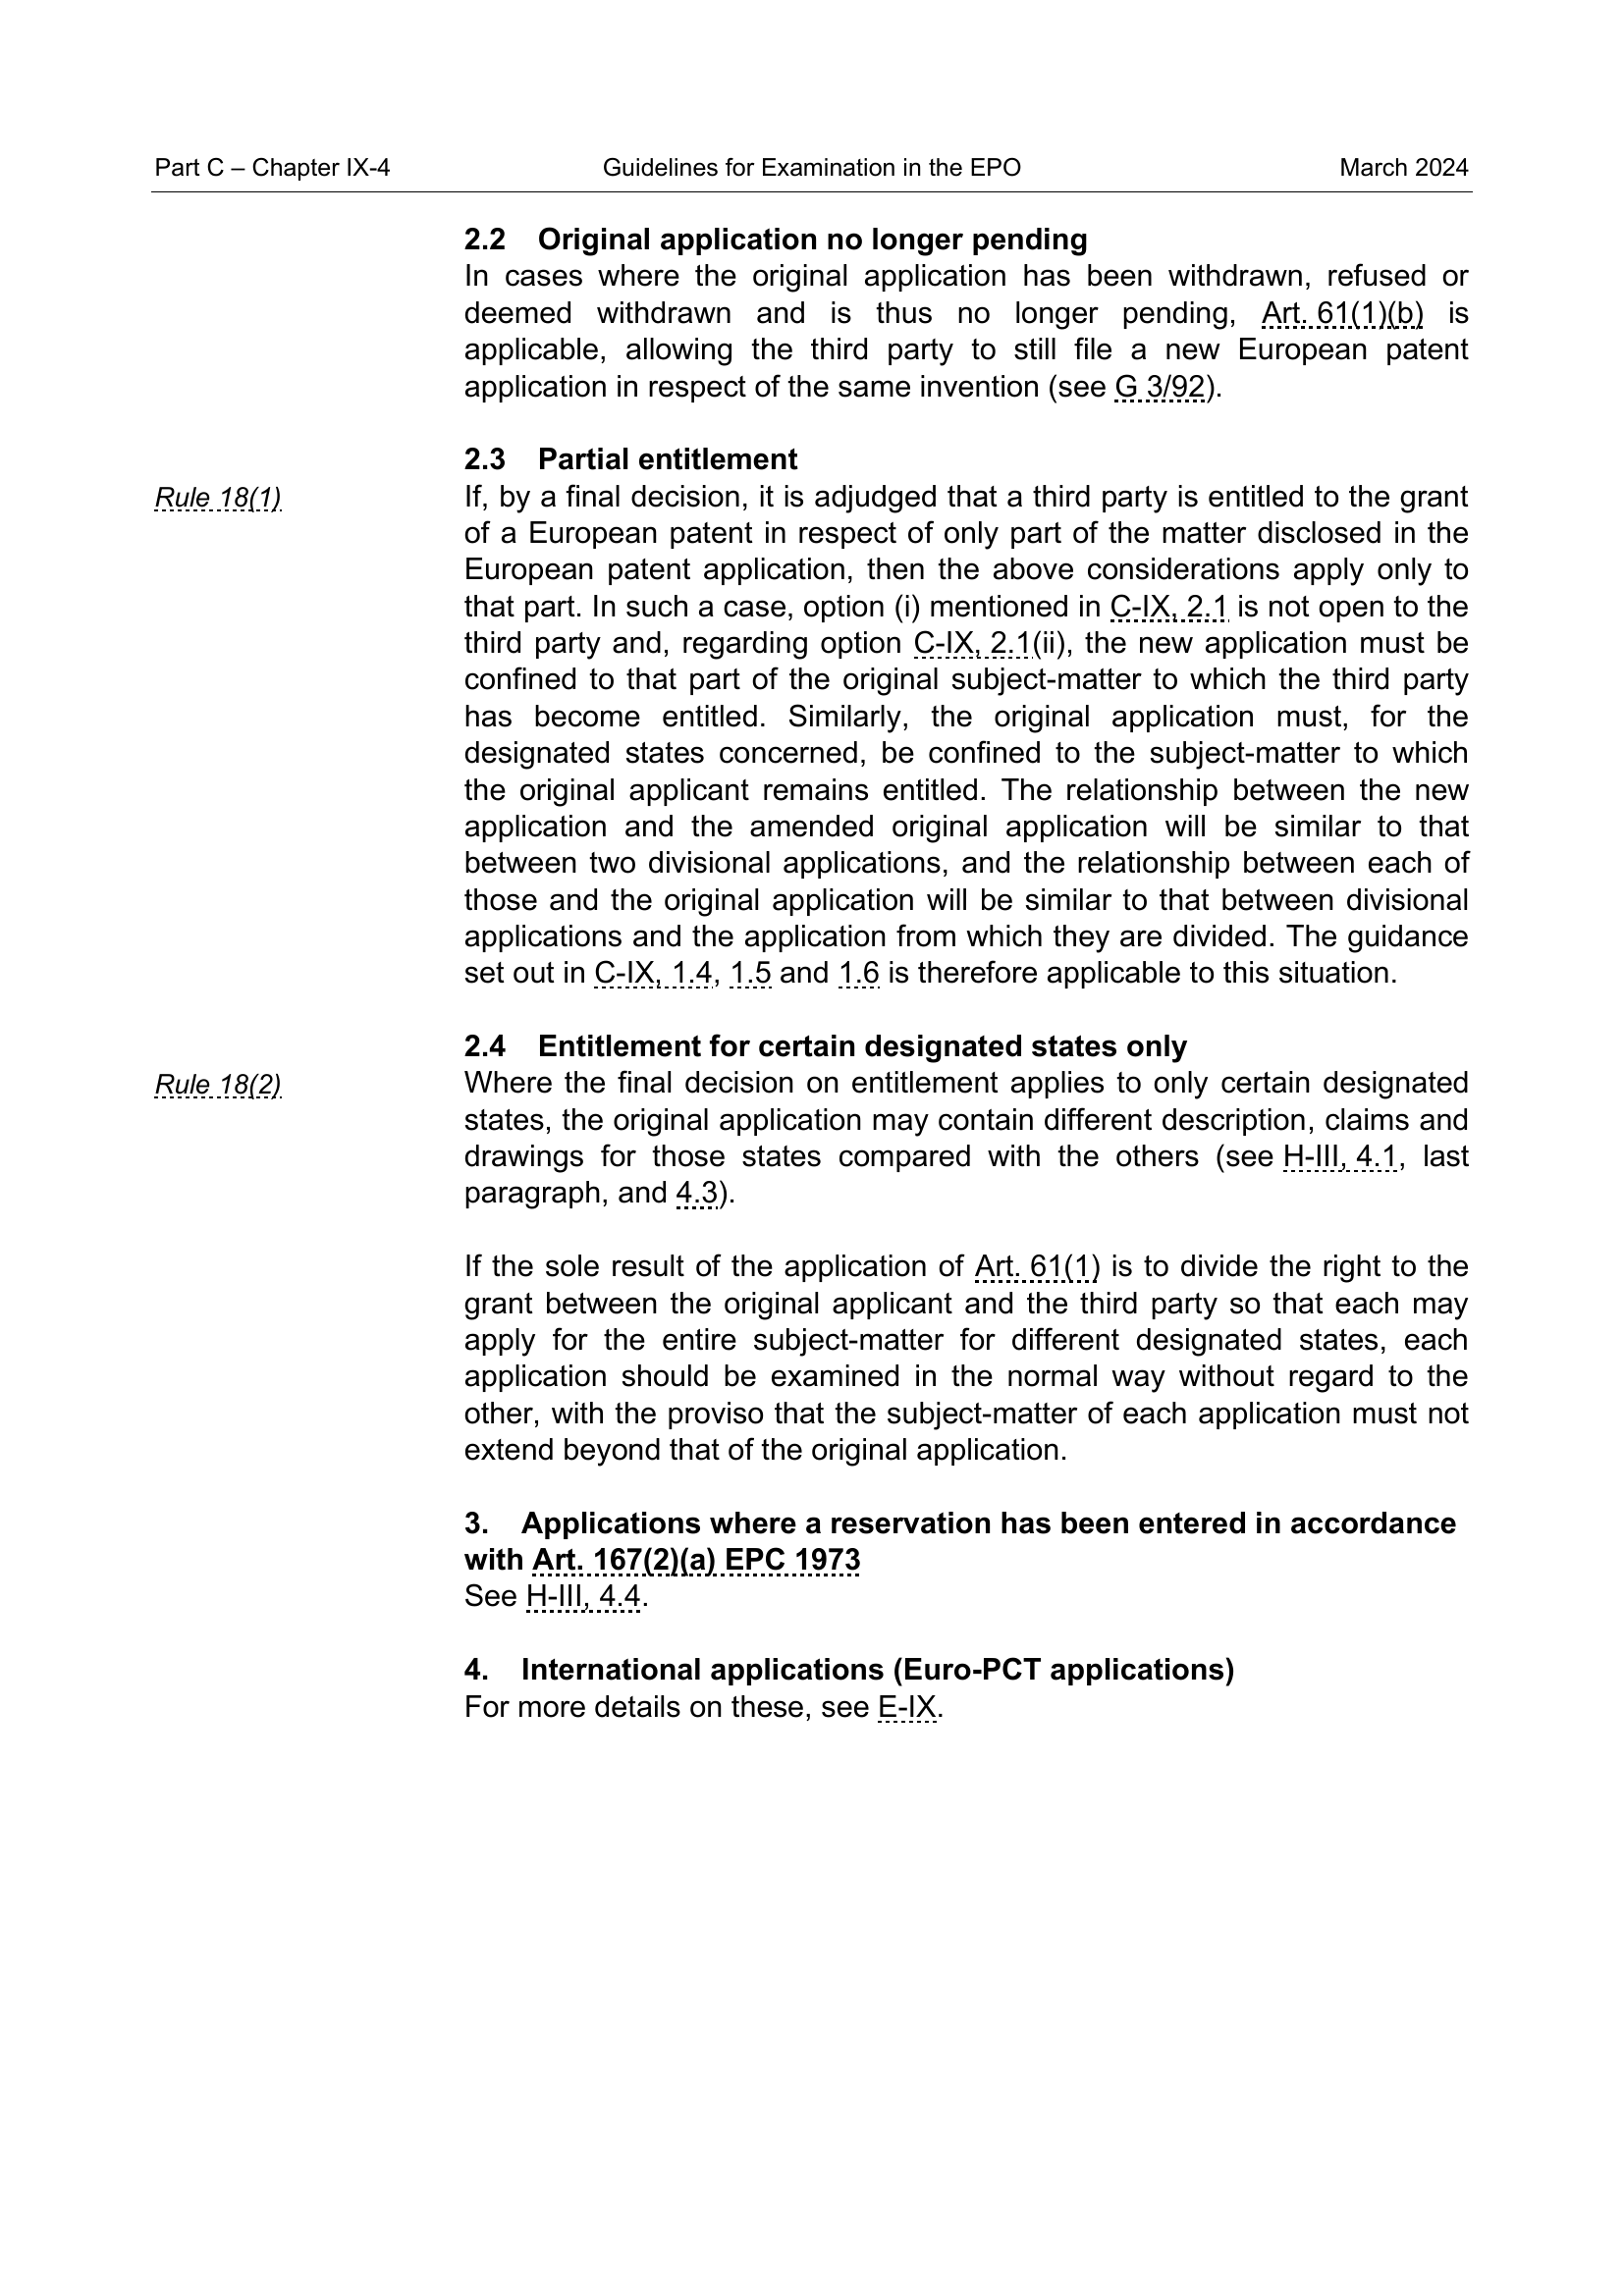 Part C – Chapter IX-4 Guidelines for Examination in the EPO March 2024
2.2 Original application no longer pending
In cases where the original application has been withdrawn, refused or
deemed withdrawn and is thus no longer pending, Art. 61(1)(b) is
applicable, allowing the third party to still file a new European patent
application in respect of the same invention (see G 3/92).
2.3 Partial entitlement
Rule 18(1)
If, by a final decision, it is adjudged that a third party is entitled to the grant
of a European patent in respect of only part of the matter disclosed in the
European patent application, then the above considerations apply only to
that part. In such a case, option (i) mentioned in C-IX, 2.1 is not open to the
third party and, regarding option C-IX, 2.1(ii), the new application must be
confined to that part of the original subject-matter to which the third party
has become entitled. Similarly, the original application must, for the
designated states concerned, be confined to the subject-matter to which
the original applicant remains entitled. The relationship between the new
application and the amended original application will be similar to that
between two divisional applications, and the relationship between each of
those and the original application will be similar to that between divisional
applications and the application from which they are divided. The guidance
set out in C-IX, 1.4, 1.5 and 1.6 is therefore applicable to this situation.
2.4 Entitlement for certain designated states only
Rule 18(2)
Where the final decision on entitlement applies to only certain designated
states, the original application may contain different description, claims and
drawings for those states compared with the others (see H-III, 4.1, last
paragraph, and 4.3).
If the sole result of the application of Art. 61(1) is to divide the right to the
grant between the original applicant and the third party so that each may
apply for the entire subject-matter for different designated states, each
application should be examined in the normal way without regard to the
other, with the proviso that the subject-matter of each application must not
extend beyond that of the original application.
3. Applications where a reservation has been entered in accordance
with Art. 167(2)(a) EPC 1973
See H-III, 4.4.
4. International applications (Euro-PCT applications)
For more details on these, see E-IX.